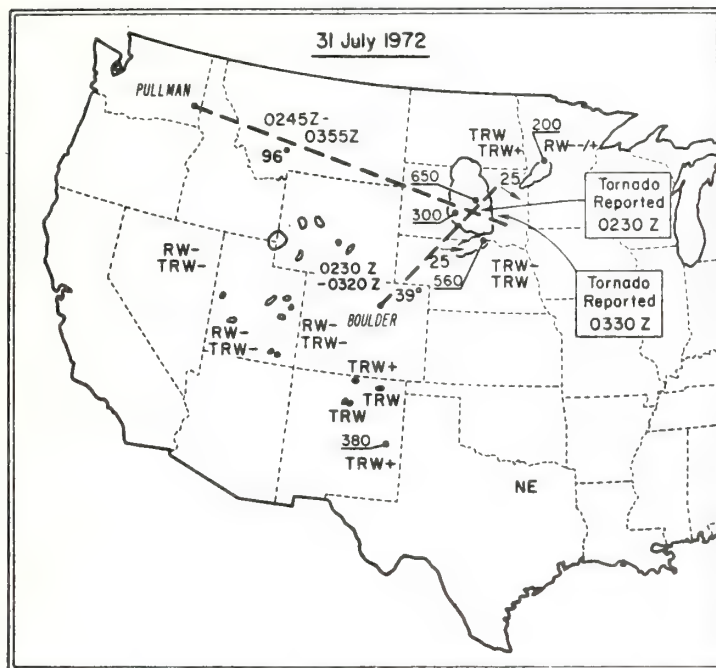 31 July 1972
PULLMAN
0245Z-
0355Z
96°
TRW
TRW+
200
RW--/+
650
25
300
Tornado
Reported
0230 Z
RW-
TRW-
0230 Z
-0320Z
25
560
39°
BOULDER
TRW-
TRW
Tornado
Reported
0330 Z
RW-
TRW-
RW-
TRW-
TRW+
TRW
TRW
380
TRW+
NE